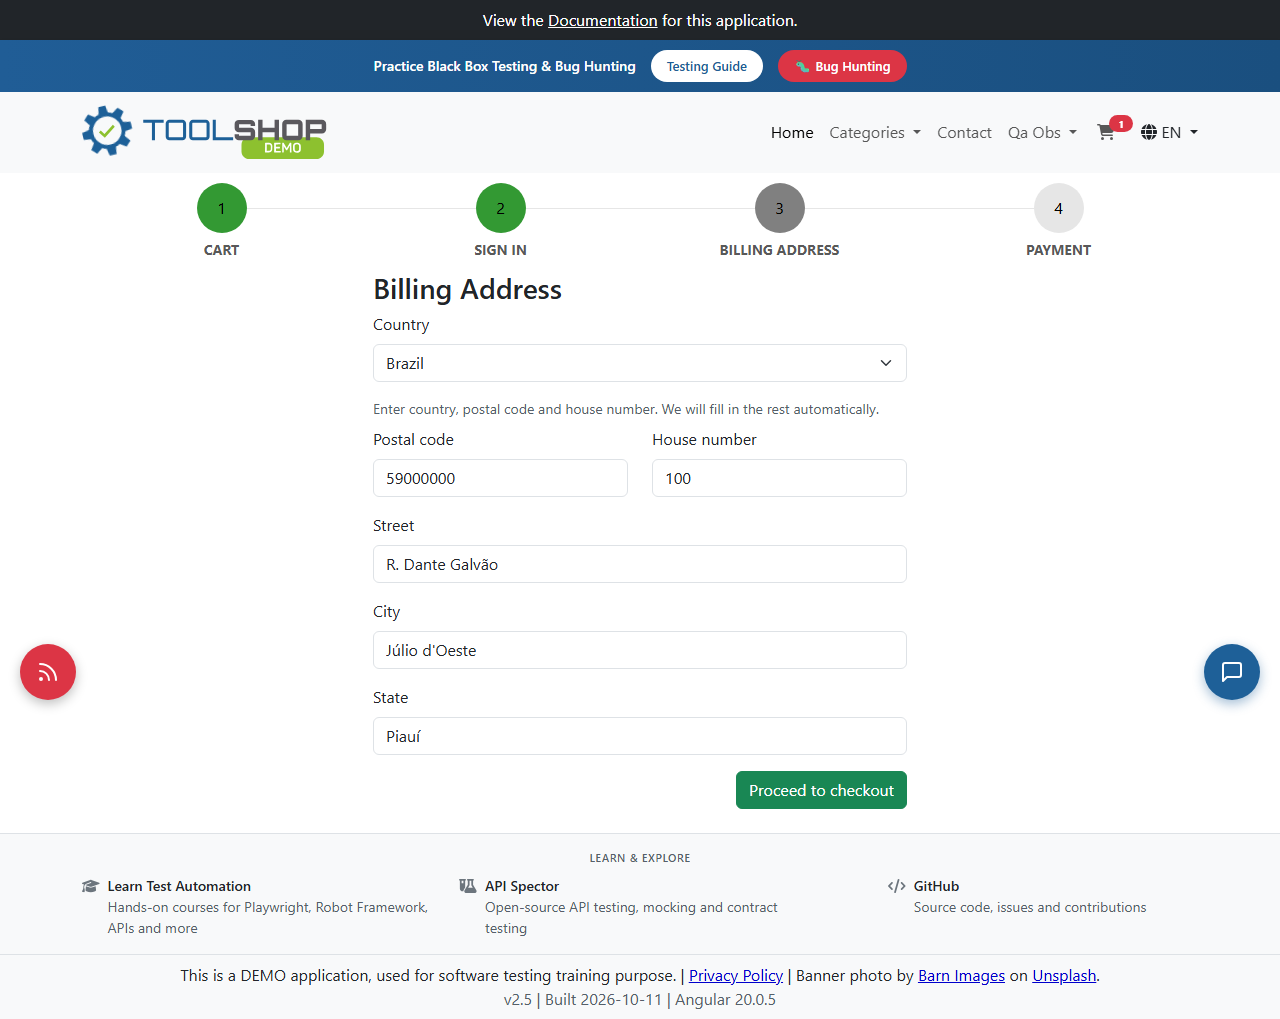 View the Documentation for this application.
Practice Black Box Testing & Bug Hunting Testing Guide Bug Hunting
TOOLSHOP
DEMO
Home Categories Contact Qa Obs 1 EN
1 2 3 4
CART SIGN IN BILLING ADDRESS PAYMENT
Billing Address
Country
Brazil
Enter country, postal code and house number. We will fill in the rest automatically.
Postal code House number
59000000 100
Street
R. Dante Galvão
City
Júlio d'Oeste
State
Piauí
Proceed to checkout
LEARN & EXPLORE
Learn Test Automation API Spector GitHub
Hands-on courses for Playwright, Robot Framework, Open-source API testing, mocking and contract Source code, issues and contributions
APIs and more testing
This is a DEMO application, used for software testing training purpose. | Privacy Policy | Banner photo by Barn Images on Unsplash.
v2.5 | Built 2026-10-11 | Angular 20.0.5